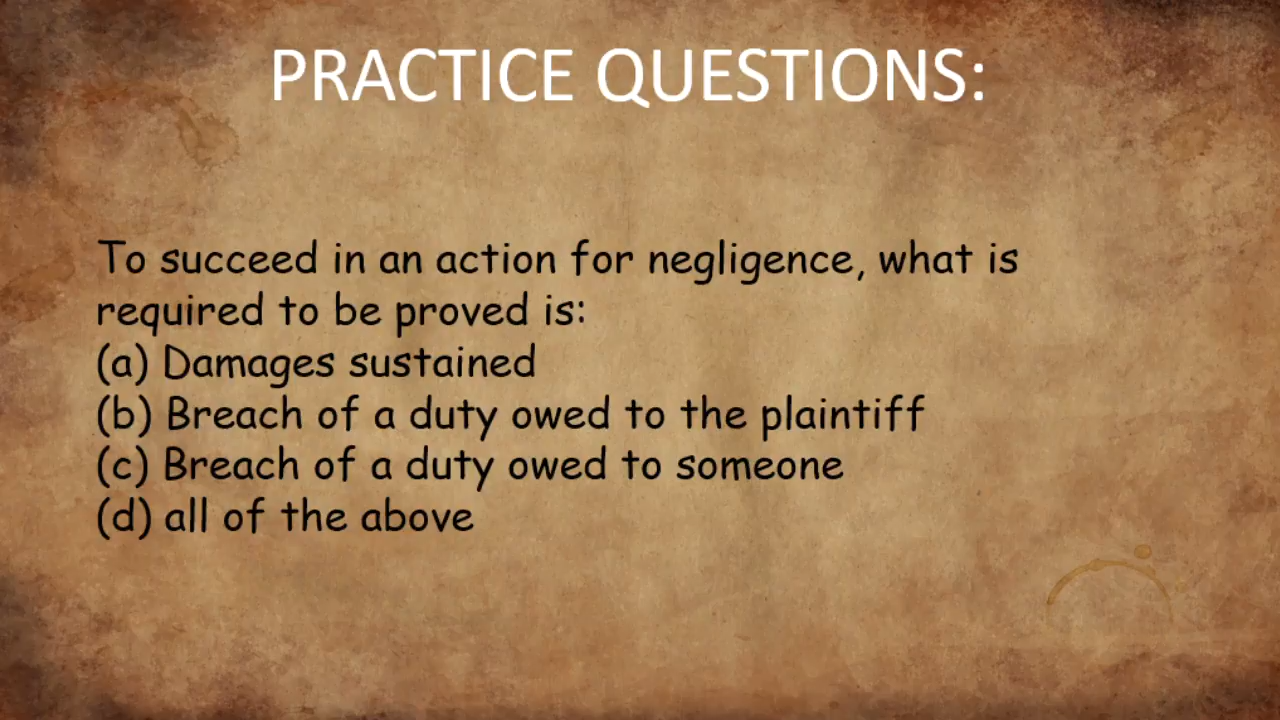 PRACTICE QUESTIONS:
To succeed in an action for negligence, what is
required to be proved is:
(a) Damages sustained
(b) Breach of a duty owed to the plaintiff
(c) Breach of a duty owed to someone
(d) all of the above